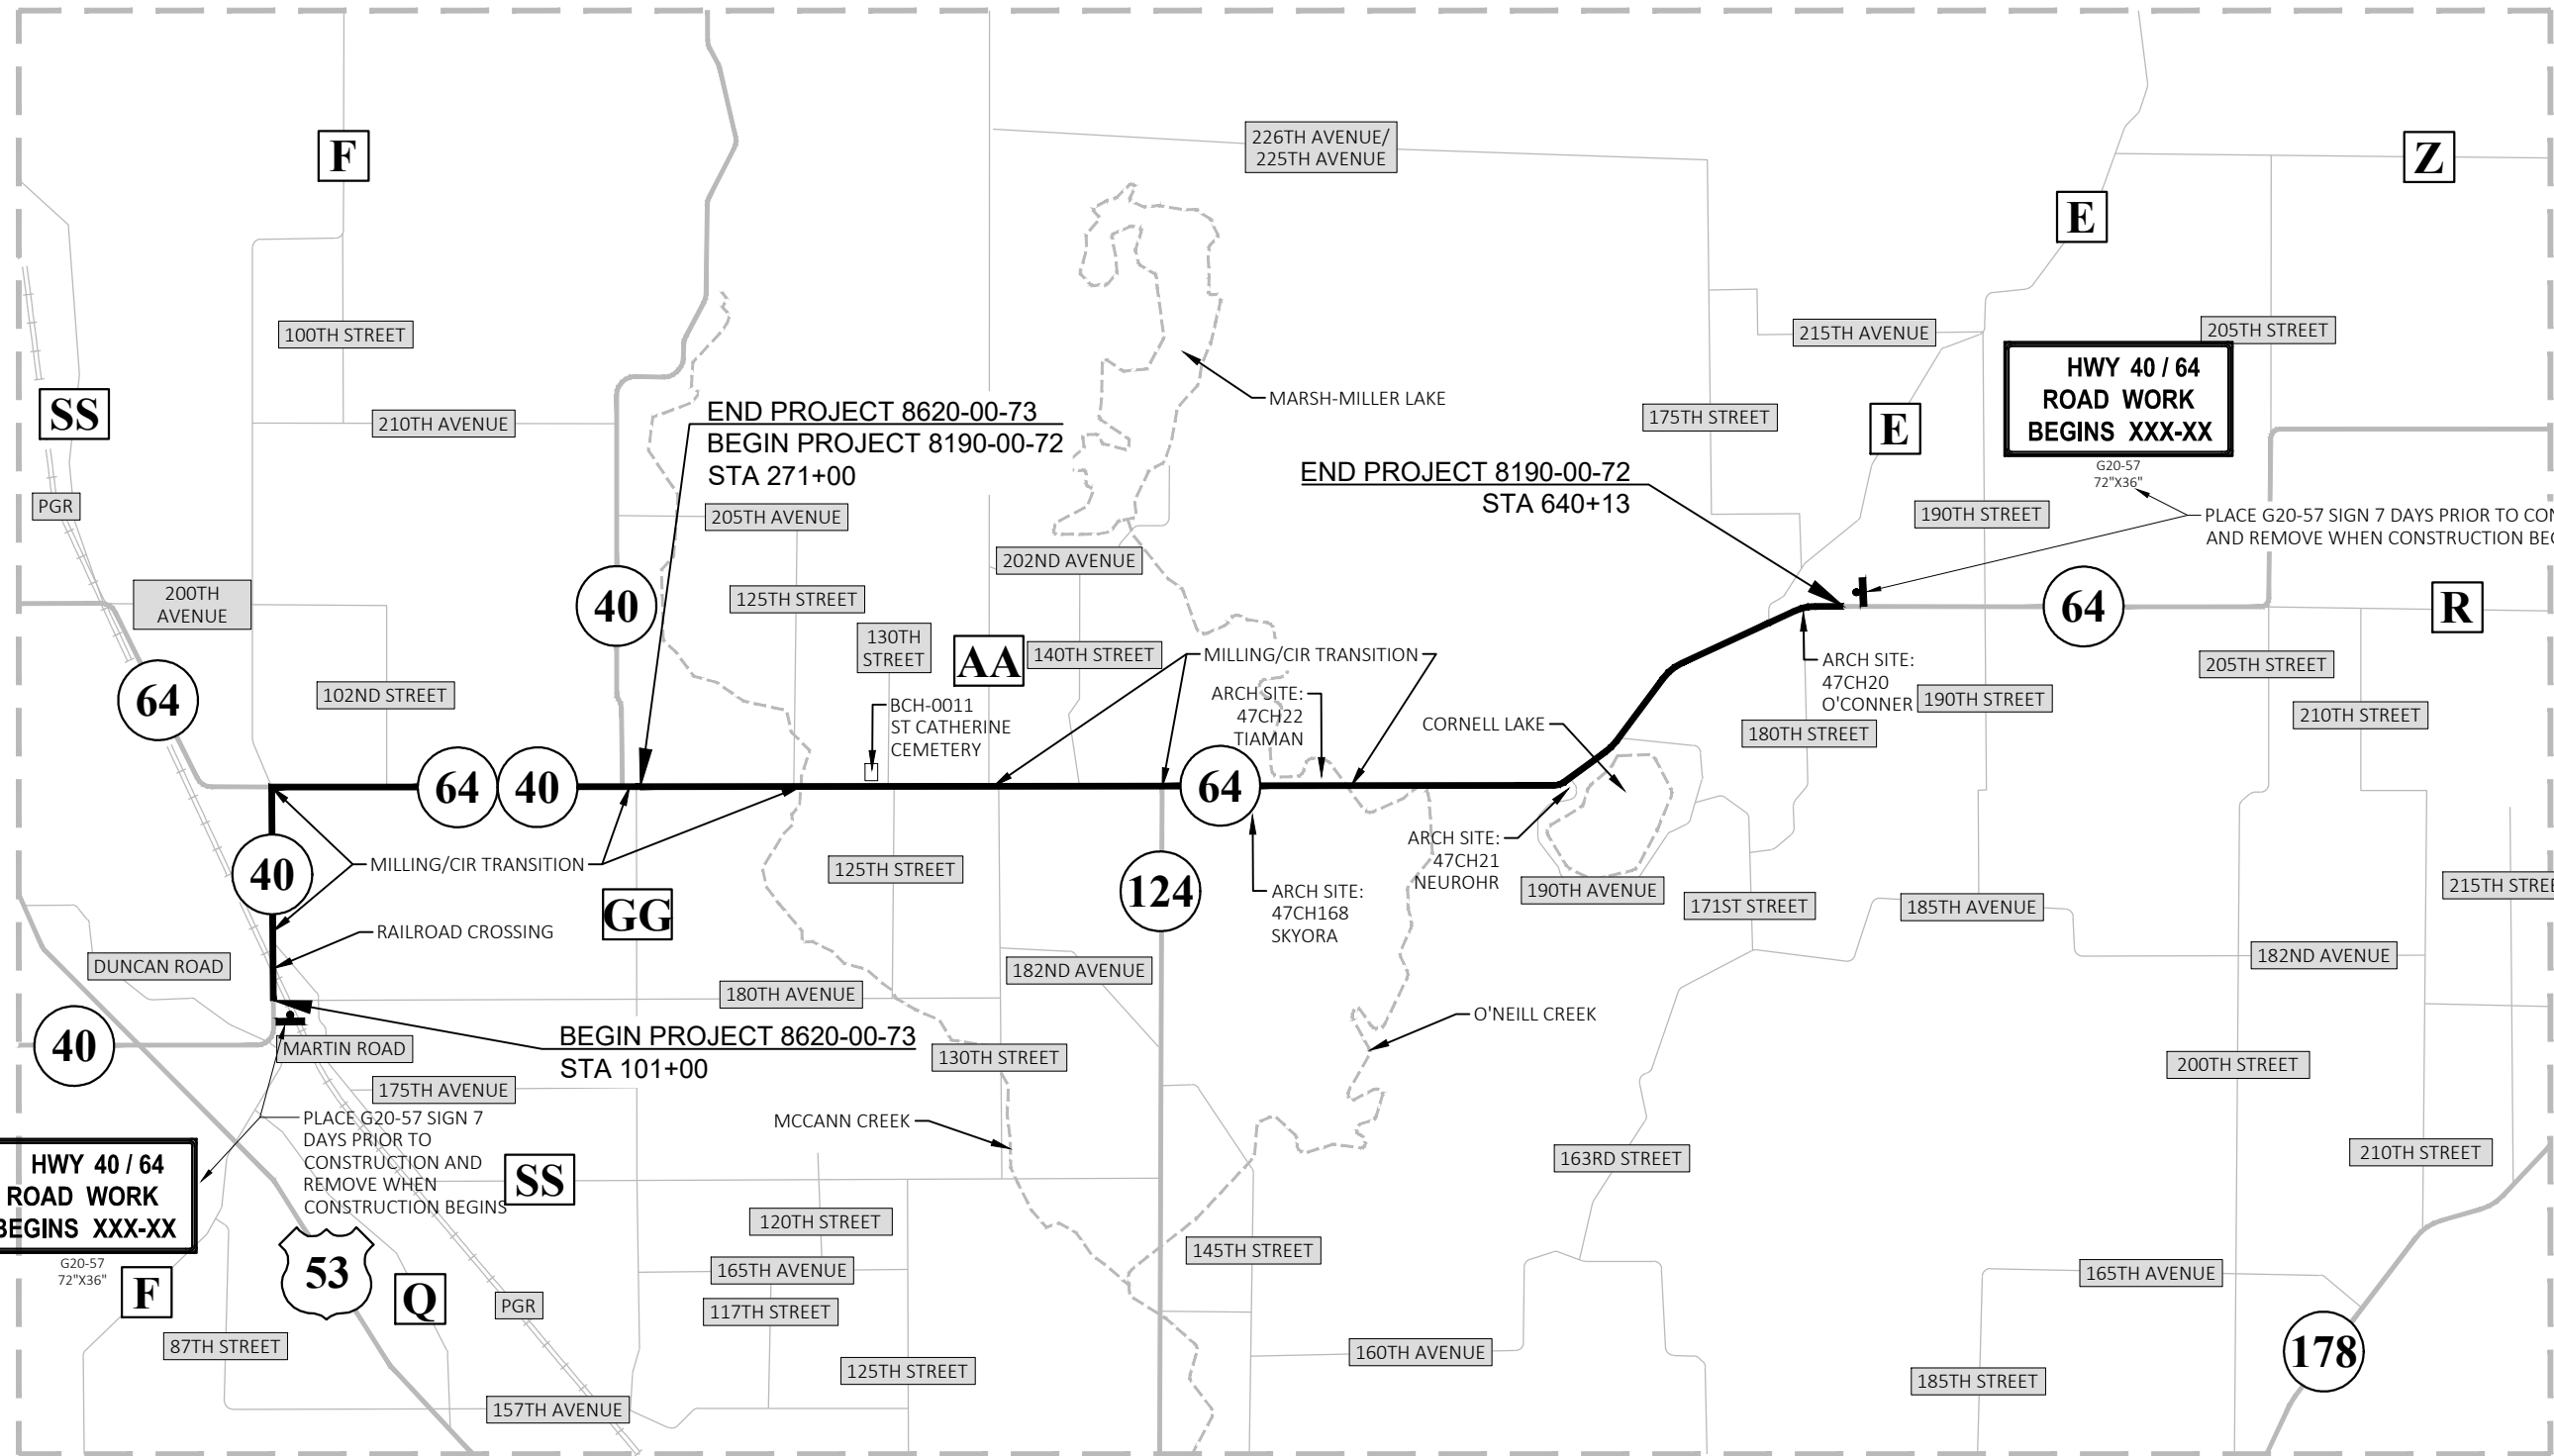 226TH AVENUE/
225TH AVENUE
F
Z
E
100TH STREET
215TH AVENUE
205TH STREET
HWY 40 / 64
ROAD WORK
BEGINS XXX-XX
G20-57
72"X36"
SS
210TH AVENUE
END PROJECT 8620-00-73
BEGIN PROJECT 8190-00-72
STA 271+00
MARSH-MILLER LAKE
175TH STREET
E
END PROJECT 8190-00-72
STA 640+13
PGR
205TH AVENUE
190TH STREET
PLACE G20-57 SIGN 7 DAYS PRIOR TO
AND REMOVE WHEN CONSTRUCTION
202ND AVENUE
200TH
AVENUE
40
125TH STREET
64
R
130TH
STREET
AA
140TH STREET
MILLING/CIR TRANSITION
ARCH SITE:
47CH20
O'CONNER
205TH STREET
64
102ND STREET
BCH-0011
ST CATHERINE
CEMETERY
ARCH SITE:
47CH22
TIAMAN
CORNELL LAKE
190TH STREET
180TH STREET
210TH STREET
64
40
64
40
MILLING/CIR TRANSITION
125TH STREET
124
ARCH SITE:
47CH168
SKYORA
ARCH SITE:
47CH21
NEUROHR
190TH AVENUE
171ST STREET
185TH AVENUE
215TH
GG
RAILROAD CROSSING
DUNCAN ROAD
180TH AVENUE
182ND AVENUE
182ND AVENUE
O'NEILL CREEK
40
MARTIN ROAD
BEGIN PROJECT 8620-00-73
STA 101+00
130TH STREET
200TH STREET
175TH AVENUE
PLACE G20-57 SIGN 7
DAYS PRIOR TO
CONSTRUCTION AND
REMOVE WHEN
CONSTRUCTION BEGINS
MCCANN CREEK
163RD STREET
210TH STREET
HWY 40 / 64
ROAD WORK
BEGINS XXX-XX
G20-57
72"X36"
SS
120TH STREET
145TH STREET
F
53
Q
PGR
165TH AVENUE
117TH STREET
165TH AVENUE
87TH STREET
125TH STREET
160TH AVENUE
178
185TH STREET
157TH AVENUE